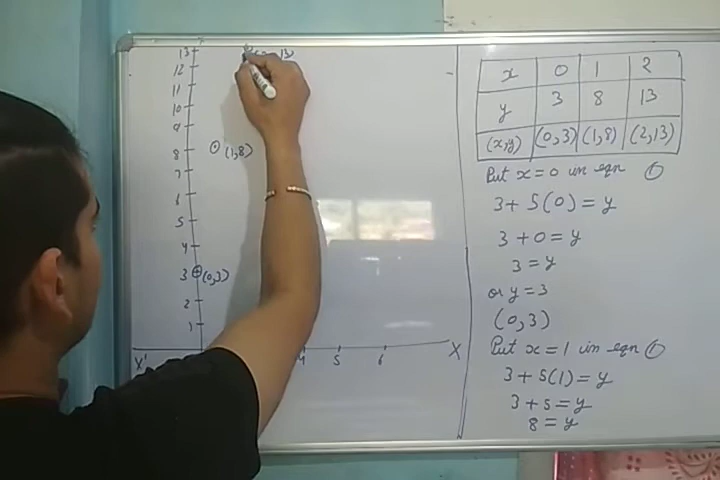 13
12
11
10
9
8 (1,8)
7
6
5
4
3 (0,3)
2
1
X' 4 5 6 X
x 0 1 2
y 3 8 13
(x,y) (0,3) (1,8) (2,13)
Put x=0 in eqn ①
3+5(0)=y
3+0=y
3=y
or y=3
(0,3)
Put x=1 in eqn ①
3+5(1)=y
3+5=y
8=y